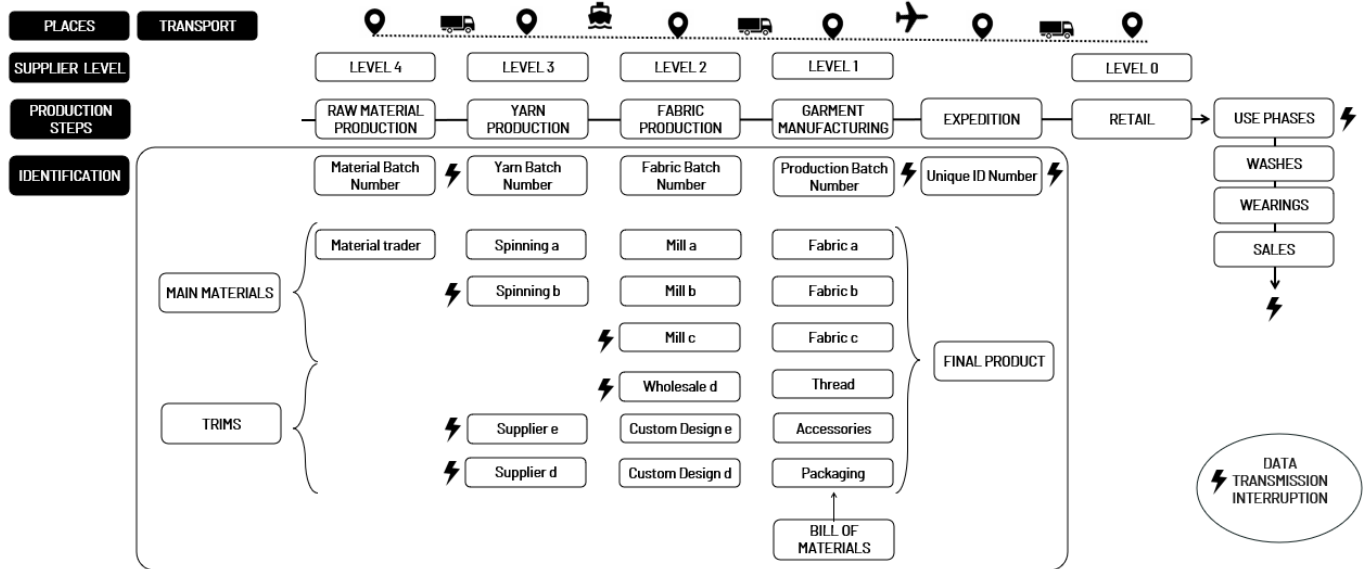 PLACES
TRANSPORT
SUPPLIER LEVEL
LEVEL 4
LEVEL 3
LEVEL 2
LEVEL 1
LEVEL 0
PRODUCTION
STEPS
RAW MATERIAL
PRODUCTION
YARN
PRODUCTION
FABRIC
PRODUCTION
GARMENT
MANUFACTURING
EXPEDITION
RETAIL
USE PHASES
WASHES
WEARINGS
SALES
IDENTIFICATION
Material Batch
Number
Yarn Batch
Number
Fabric Batch
Number
Production Batch
Number
Unique ID Number
MAIN MATERIALS
TRIMS
Material trader
Spinning a
Mill a
Fabric a
Spinning b
Mill b
Fabric b
Mill c
Fabric c
Wholesale d
Thread
Supplier e
Custom Design e
Accessories
Supplier d
Custom Design d
Packaging
FINAL PRODUCT
BILL OF
MATERIALS
DATA
TRANSMISSION
INTERRUPTION